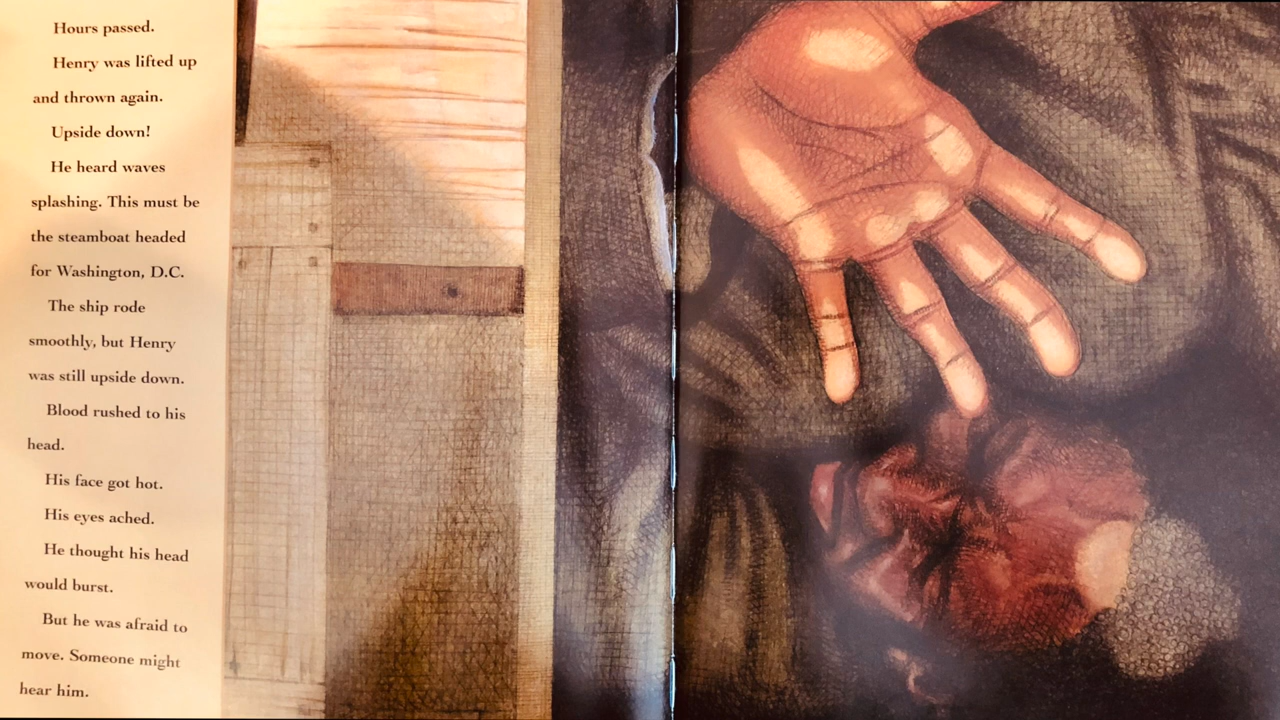 Hours passed.
Henry was lifted up
and thrown again.
Upside down!
He heard waves
splashing. This must be
the steamboat headed
for Washington, D.C.
The ship rode
smoothly, but Henry
was still upside down.
Blood rushed to his
head.
His face got hot.
His eyes ached.
He thought his head
would burst.
But he was afraid to
move. Someone might
hear him.